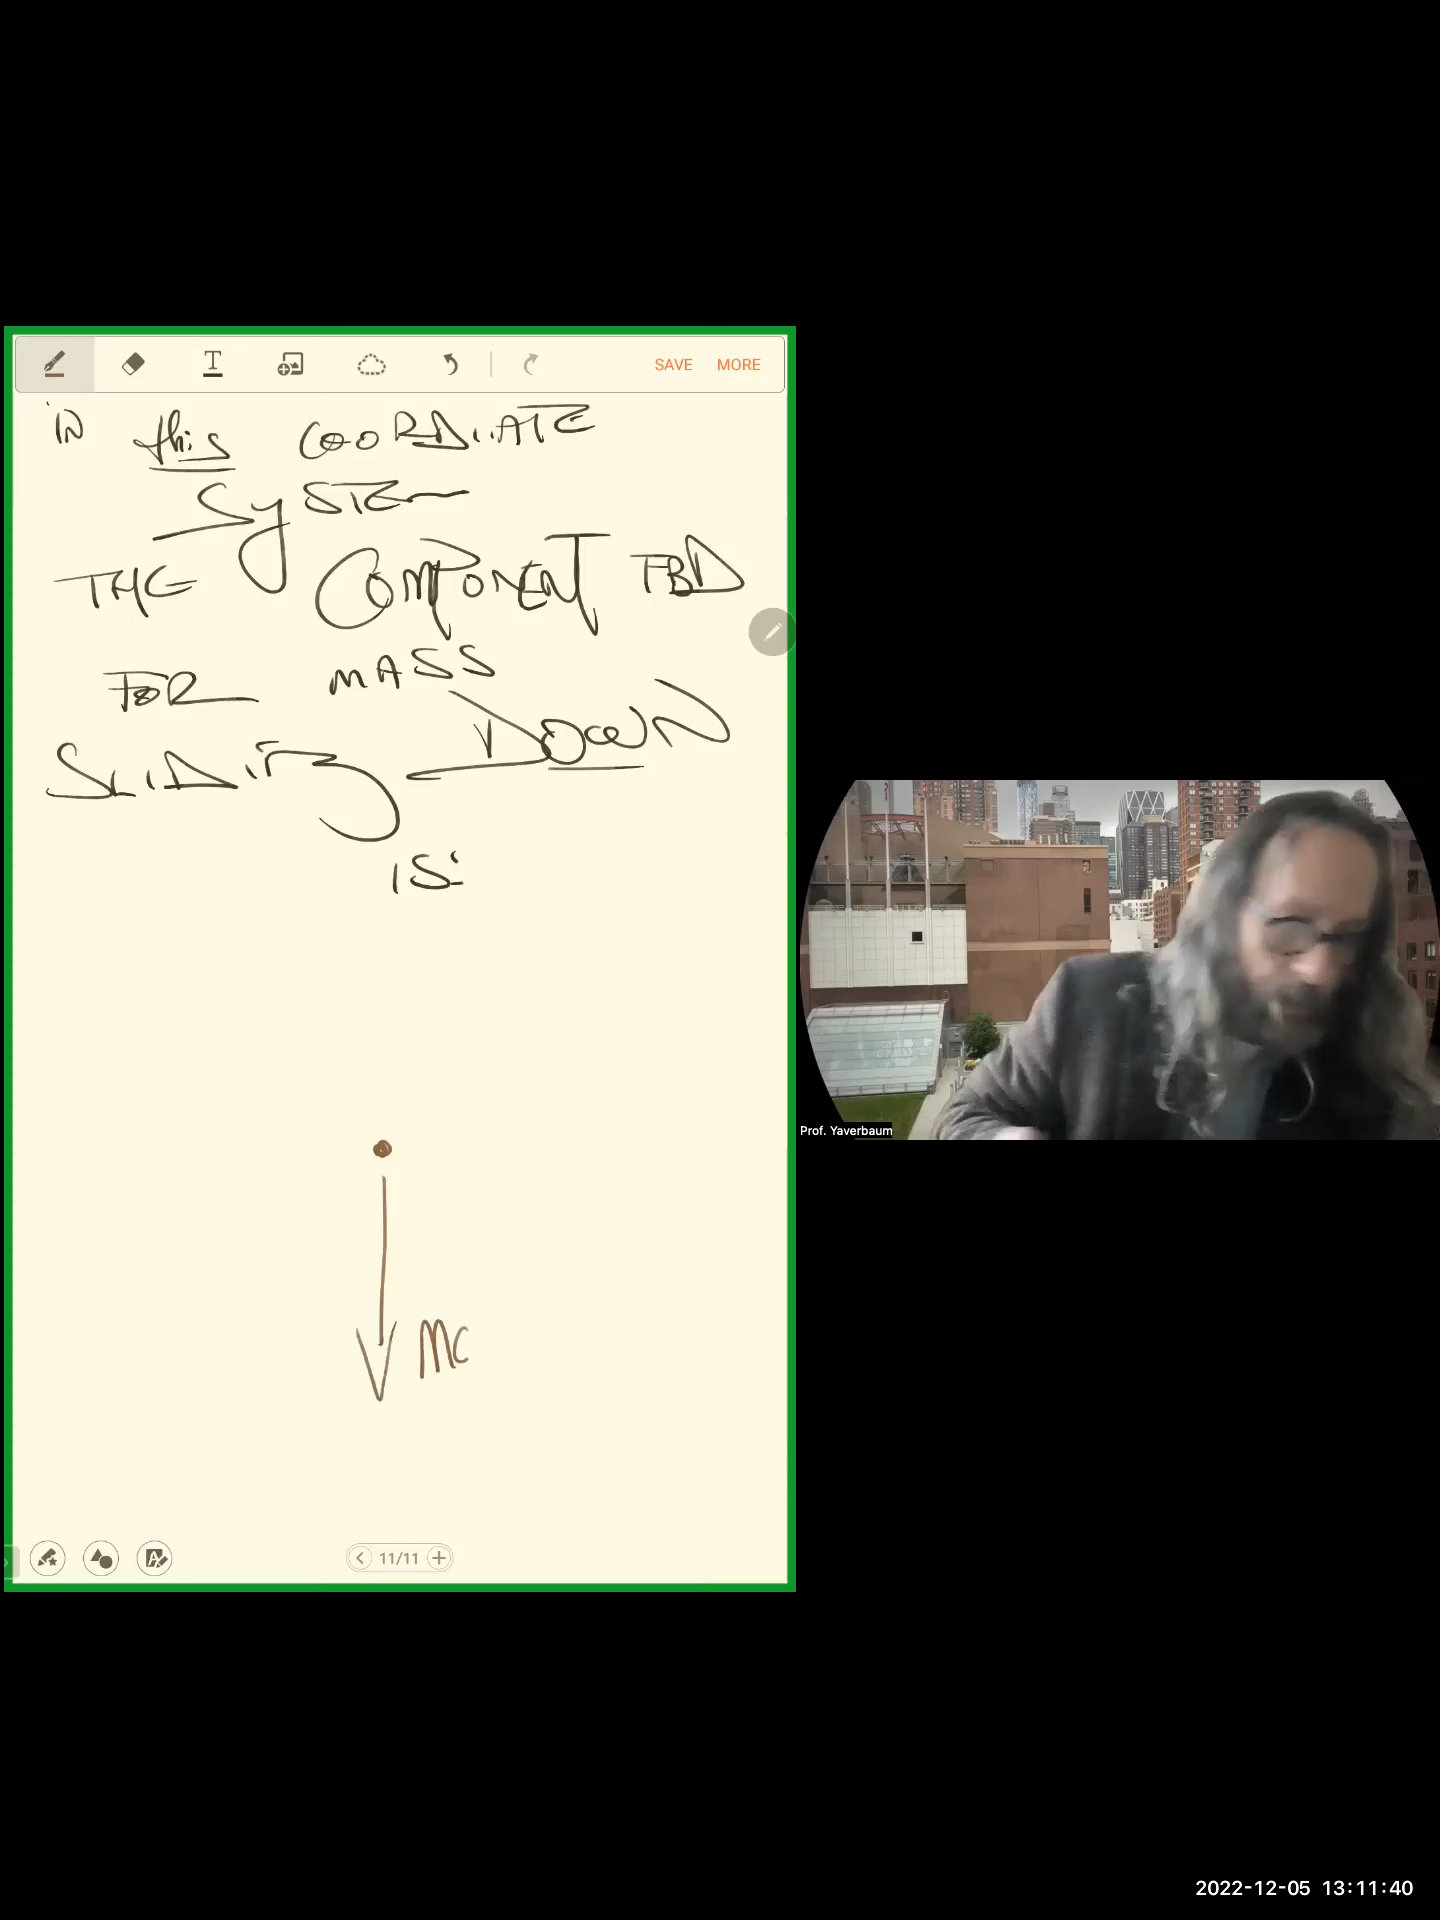 SAVE MORE
IN this COORDINATE
SYSTEM
THE COMPONENT FBD
FOR MASS
SLIDING DOWN
IS:
Prof. Yaverbaum
MC
11/11
2022-12-05 13:11:40